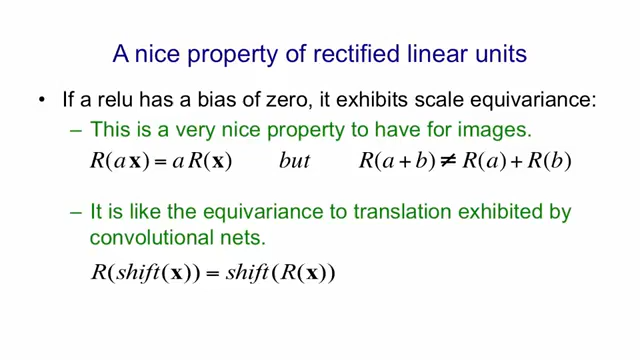 A nice property of rectified linear units
• If a relu has a bias of zero, it exhibits scale equivariance:
– This is a very nice property to have for images.
R(a x) = a R(x) but R(a + b) ≠ R(a) + R(b)
– It is like the equivariance to translation exhibited by
convolutional nets.
R(shift(x)) = shift(R(x))